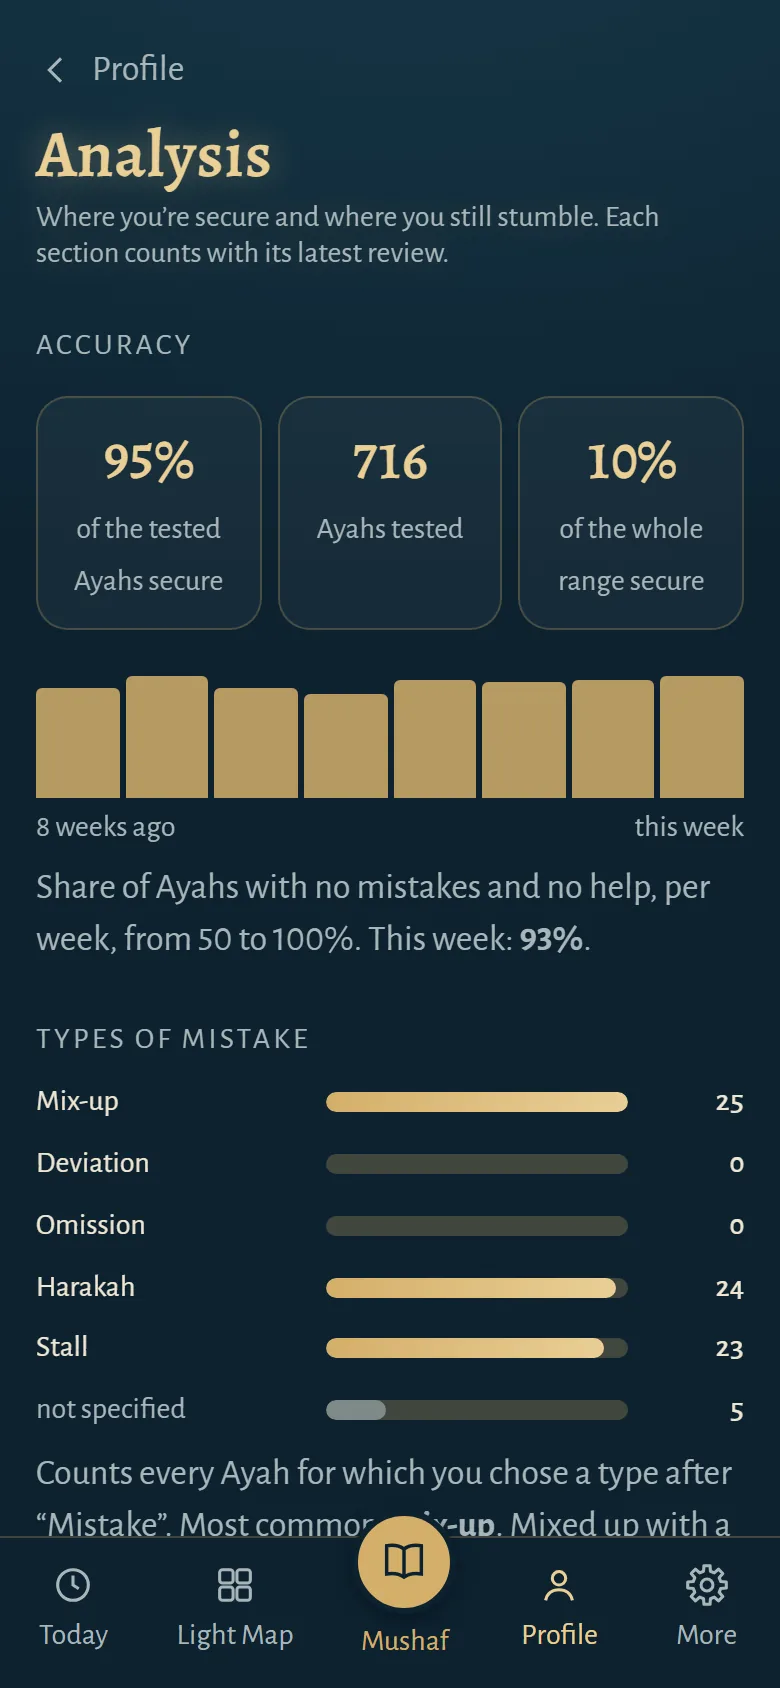 Profile
Analysis
Where you’re secure and where you still stumble. Each
section counts with its latest review.
ACCURACY
95%
of the tested
Ayahs secure
716
Ayahs tested
10%
of the whole
range secure
8 weeks ago
this week
Share of Ayahs with no mistakes and no help, per
week, from 50 to 100%. This week: 93%.
TYPES OF MISTAKE
Mix-up 25
Deviation 0
Omission 0
Harakah 24
Stall 23
not specified 5
Counts every Ayah for which you chose a type after
“Mistake”. Most common -up. Mixed up with a
Today
Light Map
Mushaf
Profile
More